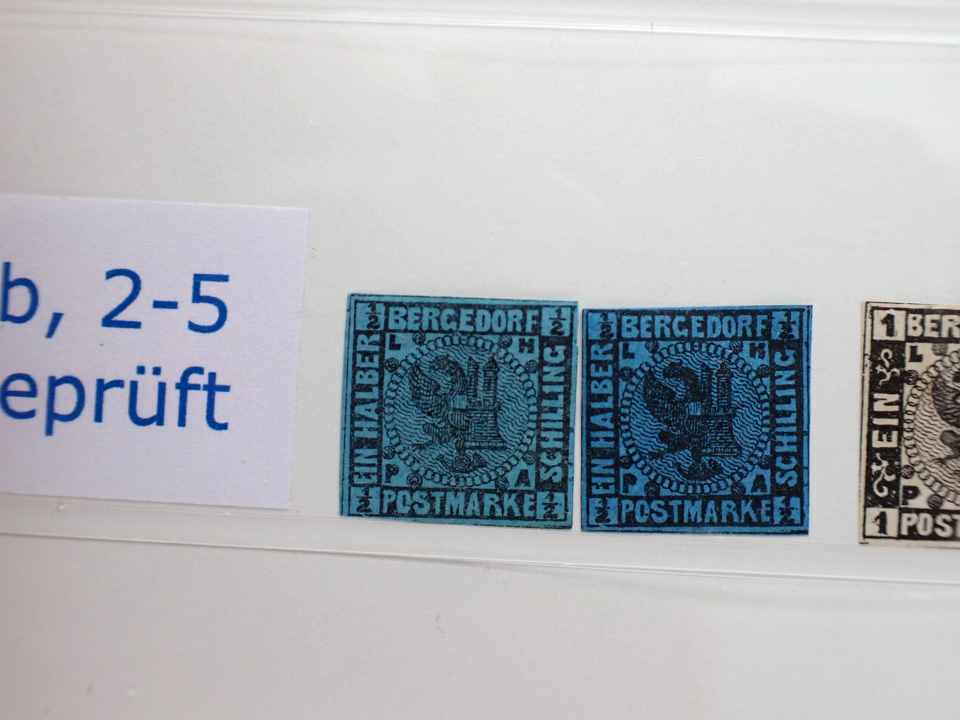 b, 2-5
eprüft
½ BERGEDORF ½
L H
EIN HALBER
SCHILLING
P A
½ POSTMARKE ½
½ BERGEDORF ½
L H
EIN HALBER
SCHILLING
P A
½ POSTMARKE ½
1 BER
L
EIN
P
1 POST